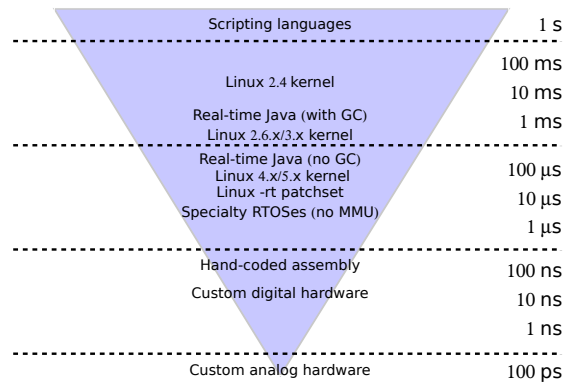 Scripting languages 1 s
100 ms
Linux 2.4 kernel
10 ms
Real-time Java (with GC)
1 ms
Linux 2.6.x/3.x kernel
Real-time Java (no GC)
100 μs
Linux 4.x/5.x kernel
Linux -rt patchset
10 μs
Specialty RTOSes (no MMU)
1 μs
Hand-coded assembly
100 ns
Custom digital hardware
10 ns
1 ns
Custom analog hardware 100 ps